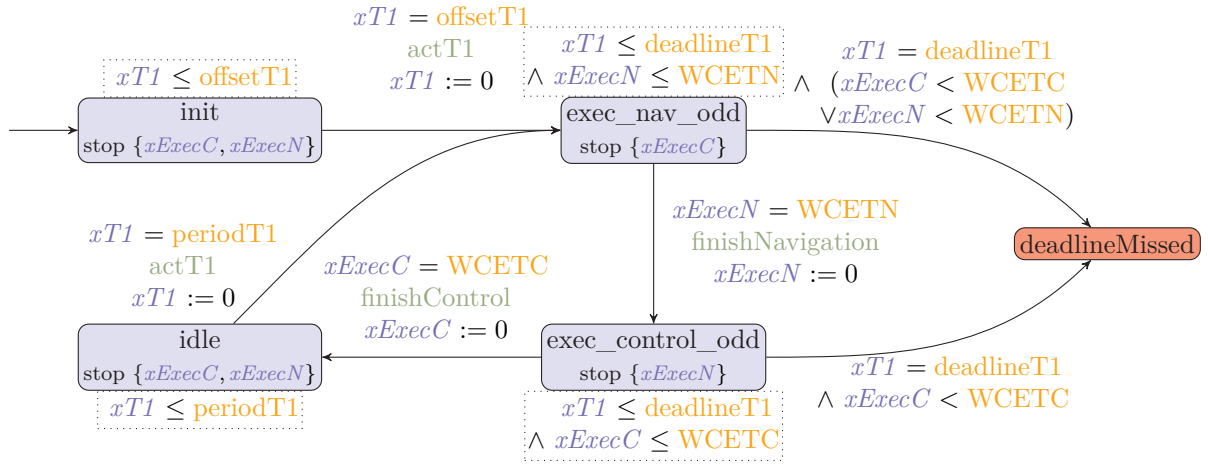 xT1 = offsetT1
actT1
xT1 := 0
xT1 ≤ deadlineT1
∧ xExecN ≤ WCETN
xT1 = deadlineT1
∧ (xExecC < WCETC
∨xExecN < WCETN)
xT1 ≤ offsetT1
init
stop {xExecC, xExecN}
exec_nav_odd
stop {xExecC}
xExecN = WCETN
finishNavigation
xExecN := 0
deadlineMissed
xT1 = periodT1
actT1
xT1 := 0
xExecC = WCETC
finishControl
xExecC := 0
idle
stop {xExecC, xExecN}
xT1 ≤ periodT1
exec_control_odd
stop {xExecN}
xT1 ≤ deadlineT1
∧ xExecC ≤ WCETC
xT1 = deadlineT1
∧ xExecC < WCETC